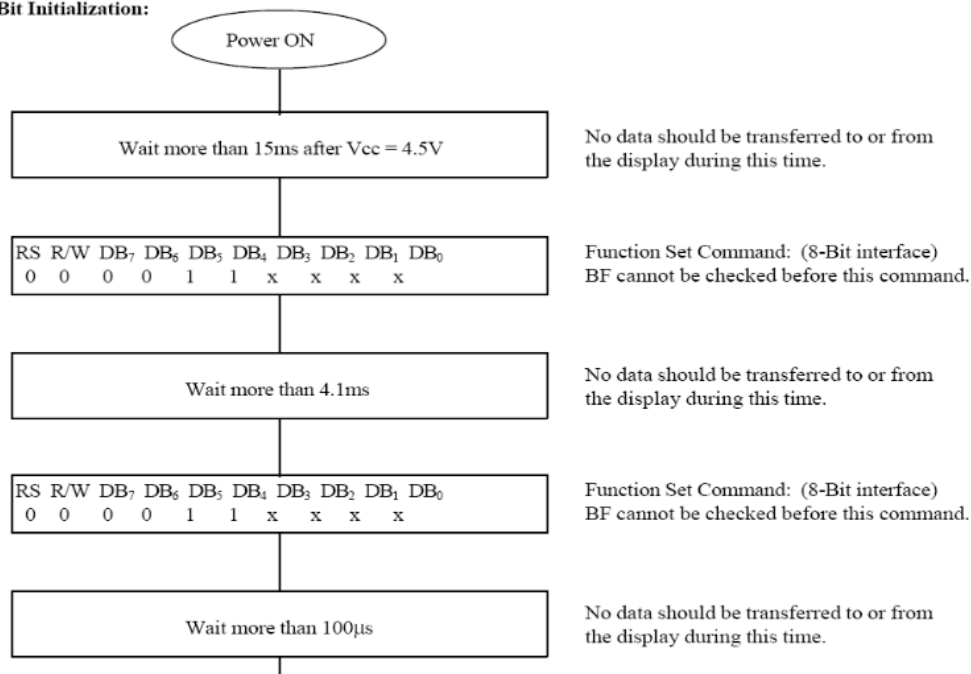 Bit Initialization:
Power ON
Wait more than 15ms after Vcc = 4.5V
No data should be transferred to or from
the display during this time.
RS R/W DB₇ DB₆ DB₅ DB₄ DB₃ DB₂ DB₁ DB₀
0 0 0 0 1 1 x x x x
Function Set Command: (8-Bit interface)
BF cannot be checked before this command.
Wait more than 4.1ms
No data should be transferred to or from
the display during this time.
RS R/W DB₇ DB₆ DB₅ DB₄ DB₃ DB₂ DB₁ DB₀
0 0 0 0 1 1 x x x x
Function Set Command: (8-Bit interface)
BF cannot be checked before this command.
Wait more than 100µs
No data should be transferred to or from
the display during this time.